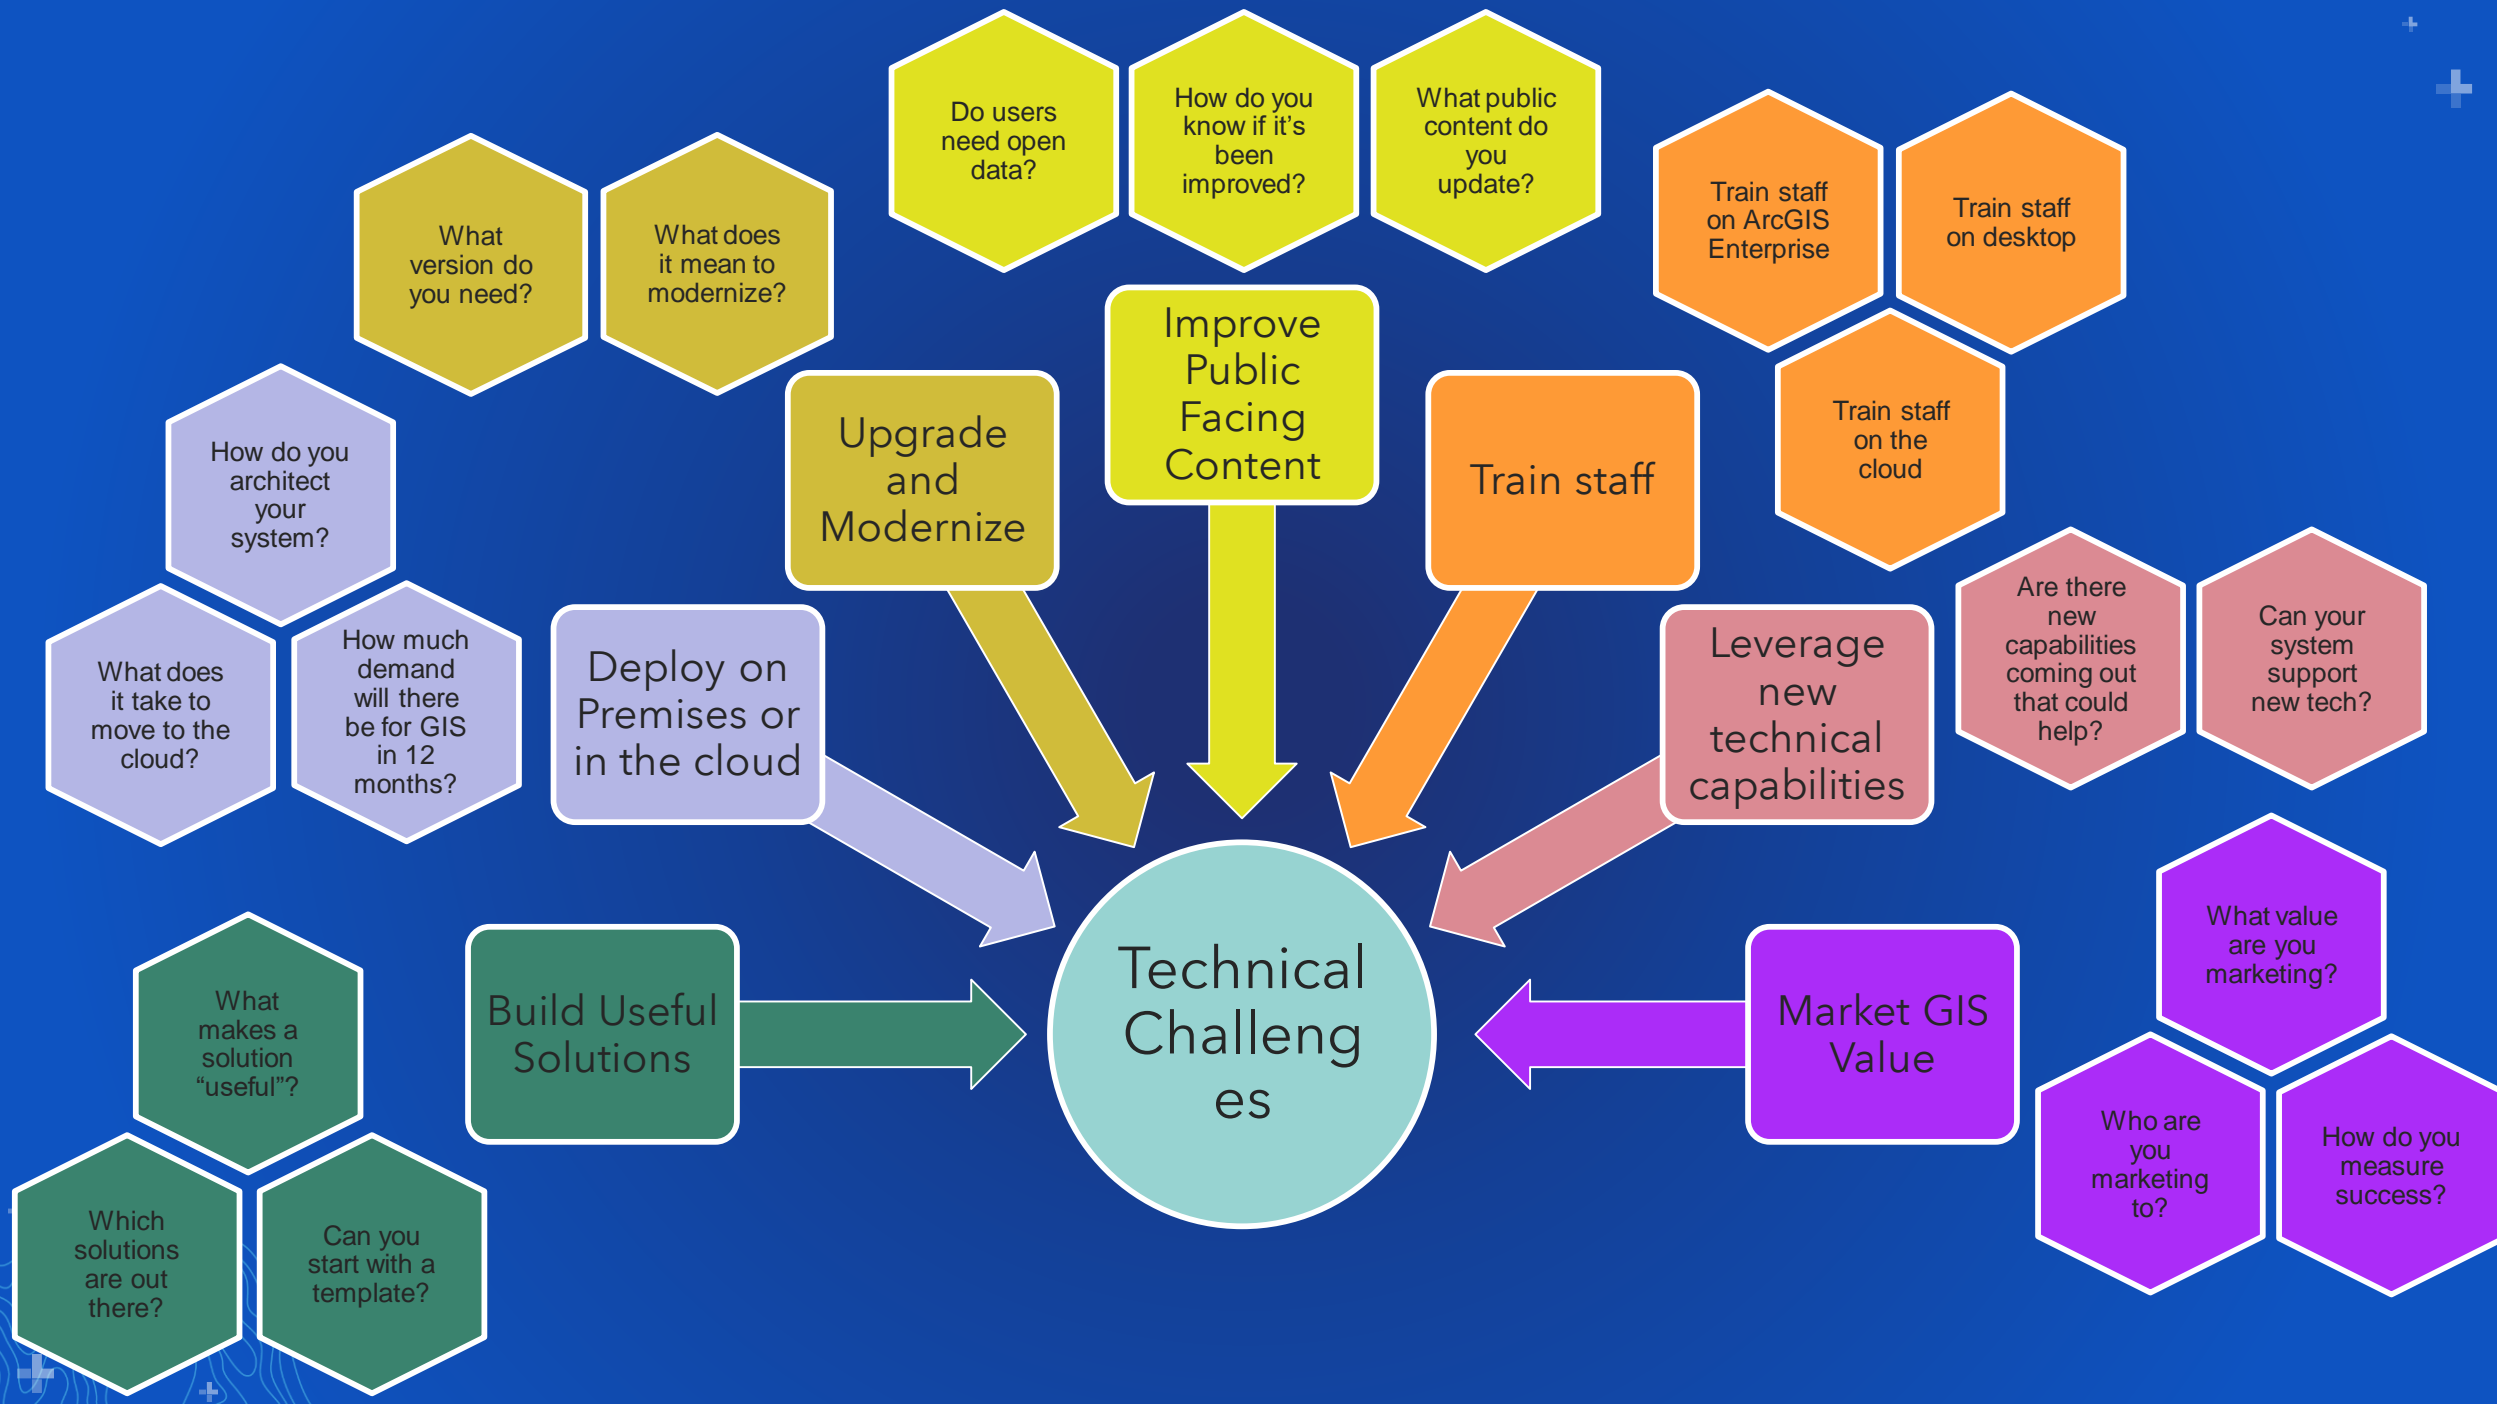 Do users
need open
data?
How do you
know if it's
been
improved?
What public
content do
you
update?
Train staff
on ArcGIS
Enterprise
Train staff
on desktop
Train staff
on the
cloud
What
version do
you need?
What does
it mean to
modernize?
Improve
Public
Facing
Content
Upgrade
and
Modernize
Train staff
How do you
architect
your
system?
What does
it take to
move to the
cloud?
How much
demand
will there
be for GIS
in 12
months?
Deploy on
Premises or
in the cloud
Leverage
new
technical
capabilities
Are there
new
capabilities
coming out
that could
help?
Can your
system
support
new tech?
What
makes a
solution
“useful”?
Which
solutions
are out
there?
Can you
start with a
template?
Build Useful
Solutions
Technical
Challeng
es
Market GIS
Value
What value
are you
marketing?
Who are
you
marketing
to?
How do you
measure
success?